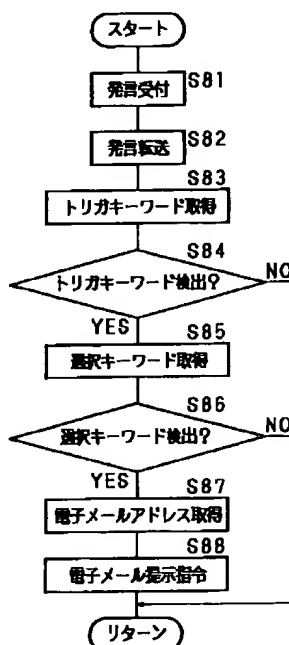 スタート
S81
発言受付
S82
発言転送
S83
トリガキーワード取得
S84
トリガキーワード検出?
NO
YES
S85
選択キーワード取得
S86
選択キーワード検出?
NO
YES
S87
電子メールアドレス取得
S88
電子メール提示指令
リターン